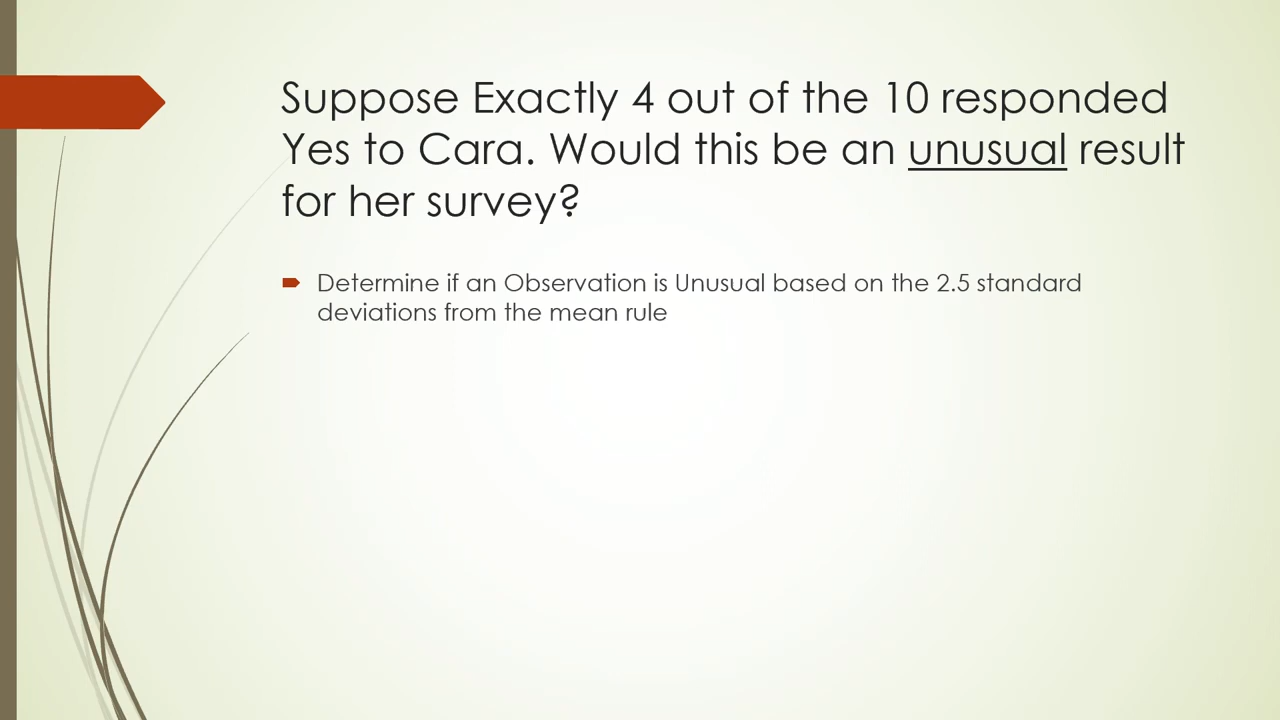 Suppose Exactly 4 out of the 10 responded
Yes to Cara. Would this be an unusual result
for her survey?
Determine if an Observation is Unusual based on the 2.5 standard
deviations from the mean rule